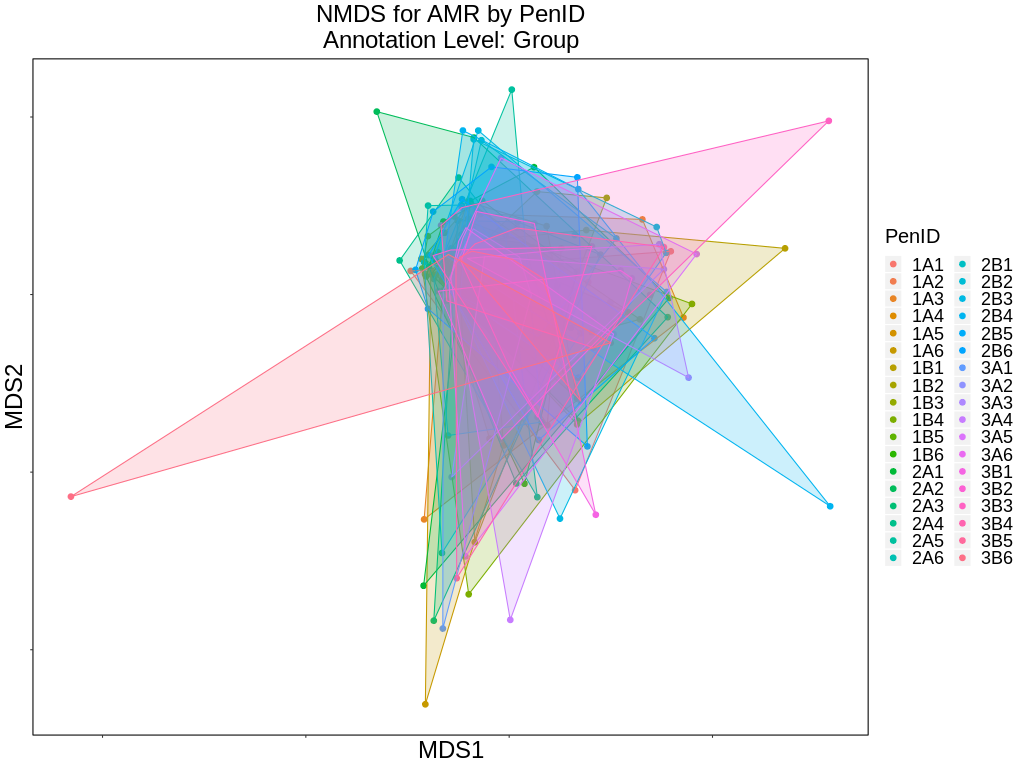 NMDS for AMR by PenID
Annotation Level: Group
MDS2
MDS1
PenID
1A1
1A2
1A3
1A4
1A5
1A6
1B1
1B2
1B3
1B4
1B5
1B6
2A1
2A2
2A3
2A4
2A5
2A6
2B1
2B2
2B3
2B4
2B5
2B6
3A1
3A2
3A3
3A4
3A5
3A6
3B1
3B2
3B3
3B4
3B5
3B6